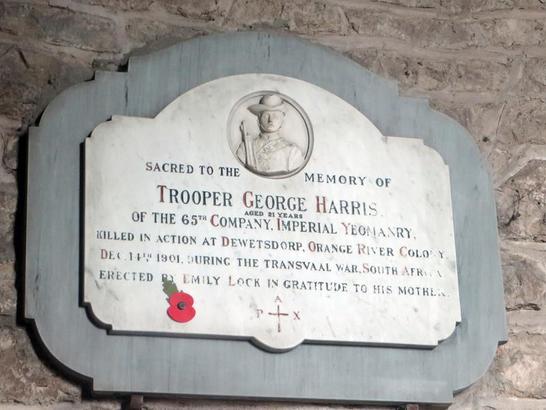 SACRED TO THE MEMORY OF
TROOPER GEORGE HARRIS.
AGED 21 YEARS
OF THE 65TH COMPANY, IMPERIAL YEOMANRY,
KILLED IN ACTION AT DEWETSDORP, ORANGE RIVER COLONY,
DEC. 14TH 1901, DURING THE TRANSVAAL WAR, SOUTH AFRICA.
ERECTED BY EMILY LOCK IN GRATITUDE TO HIS MOTHER.
A
P X